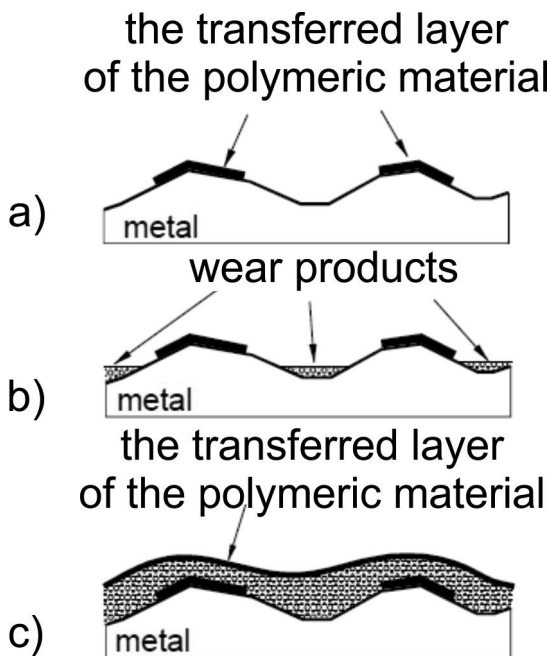 the transferred layer
of the polymeric material
a)
metal
wear products
b)
metal
the transferred layer
of the polymeric material
c)
metal